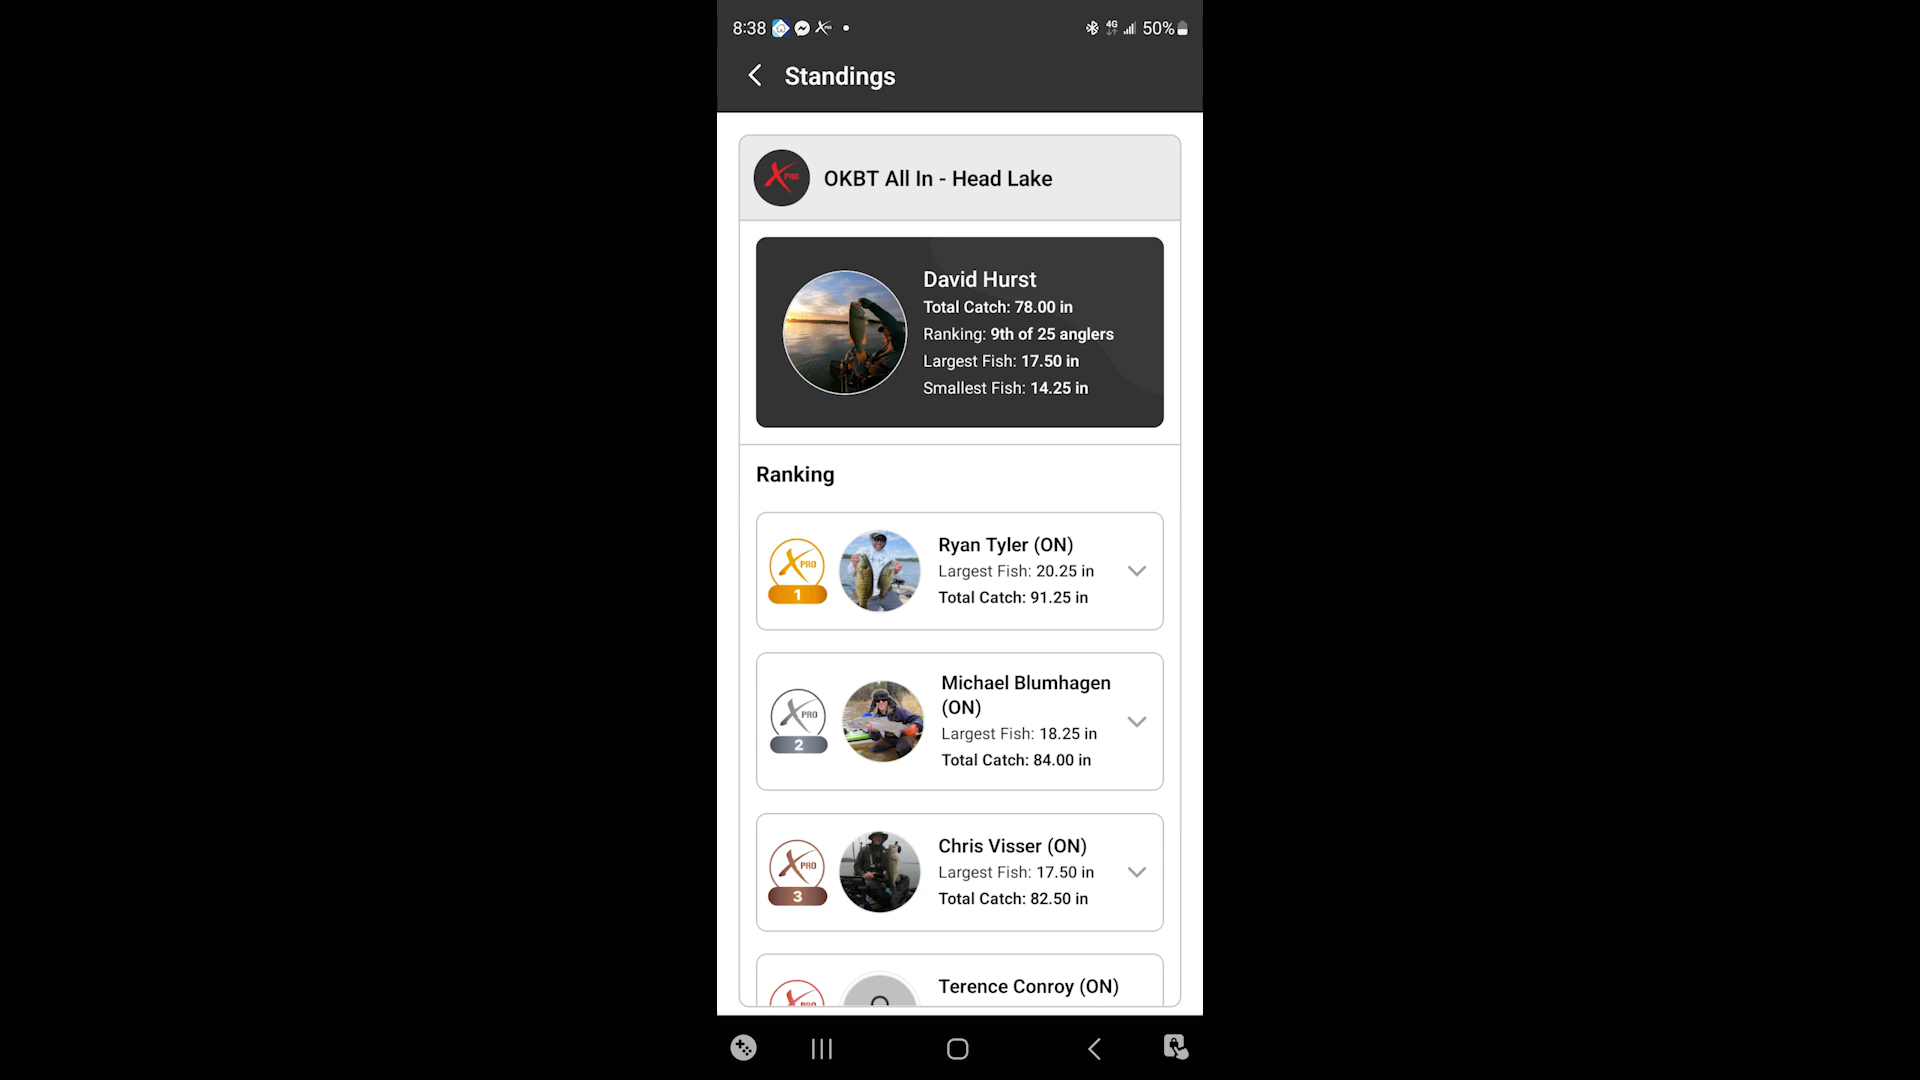 8:38
4G
50%
Standings
X PRO
OKBT All In - Head Lake
David Hurst
Total Catch: 78.00 in
Ranking: 9th of 25 anglers
Largest Fish: 17.50 in
Smallest Fish: 14.25 in
Ranking
X PRO
1
Ryan Tyler (ON)
Largest Fish: 20.25 in
Total Catch: 91.25 in
X PRO
2
Michael Blumhagen
(ON)
Largest Fish: 18.25 in
Total Catch: 84.00 in
X PRO
3
Chris Visser (ON)
Largest Fish: 17.50 in
Total Catch: 82.50 in
X PRO
Terence Conroy (ON)